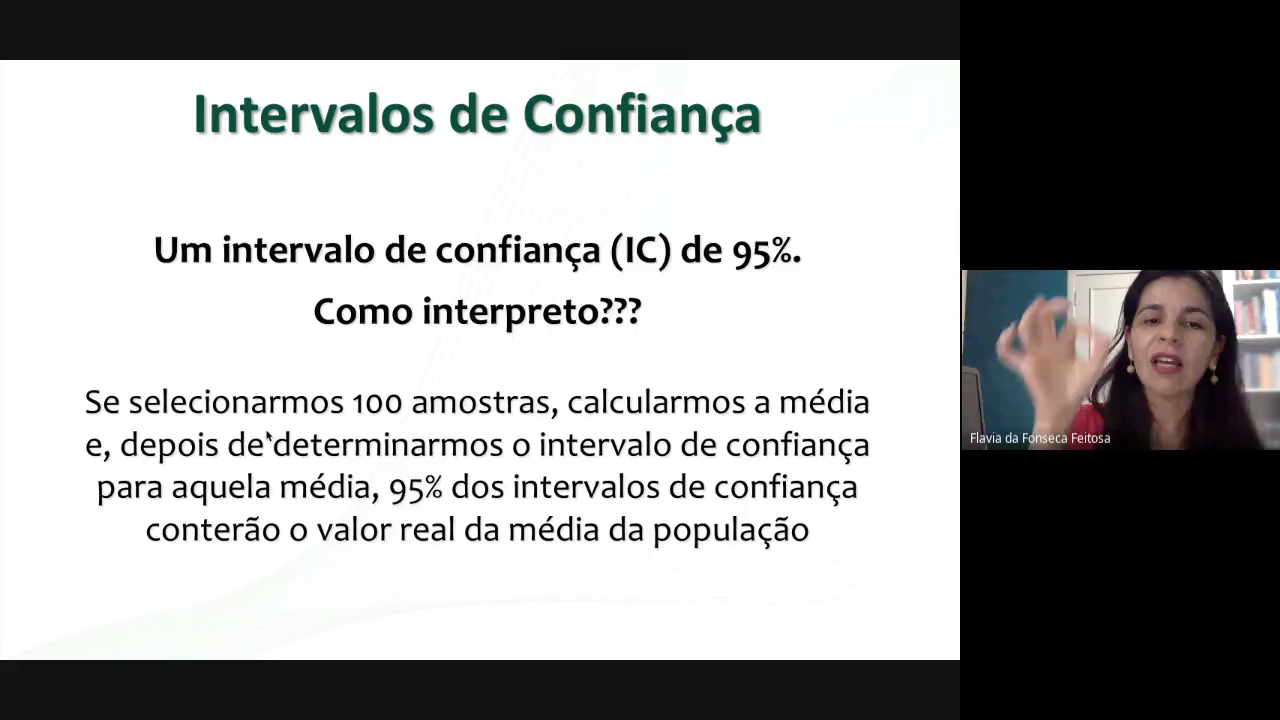 Intervalos de Confiança
Um intervalo de confiança (IC) de 95%.
Como interpreto???
Se selecionarmos 100 amostras, calcularmos a média
e, depois de determinarmos o intervalo de confiança
para aquela média, 95% dos intervalos de confiança
conterão o valor real da média da população
Flavia da Fonseca Feitosa